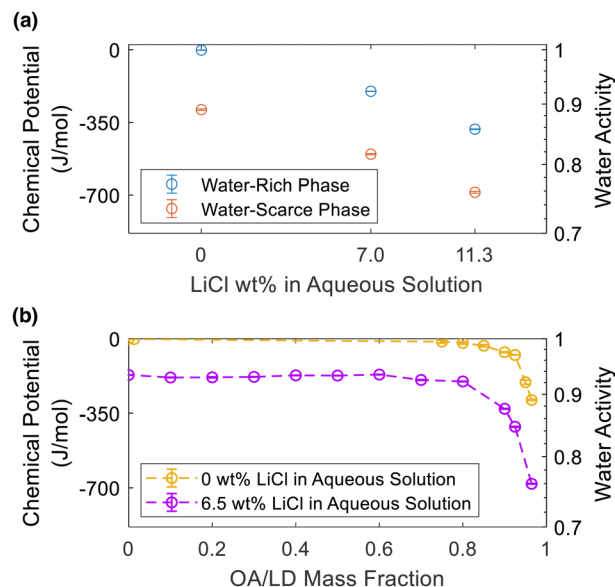 (a)
0
-350
-700
Chemical Potential
(J/mol)
1
0.9
0.8
0.7
Water Activity
Water-Rich Phase
Water-Scarce Phase
0 7.0 11.3
LiCl wt% in Aqueous Solution
(b)
0
-350
-700
Chemical Potential
(J/mol)
1
0.9
0.8
0.7
Water Activity
0 wt% LiCl in Aqueous Solution
6.5 wt% LiCl in Aqueous Solution
0 0.2 0.4 0.6 0.8 1
OA/LD Mass Fraction